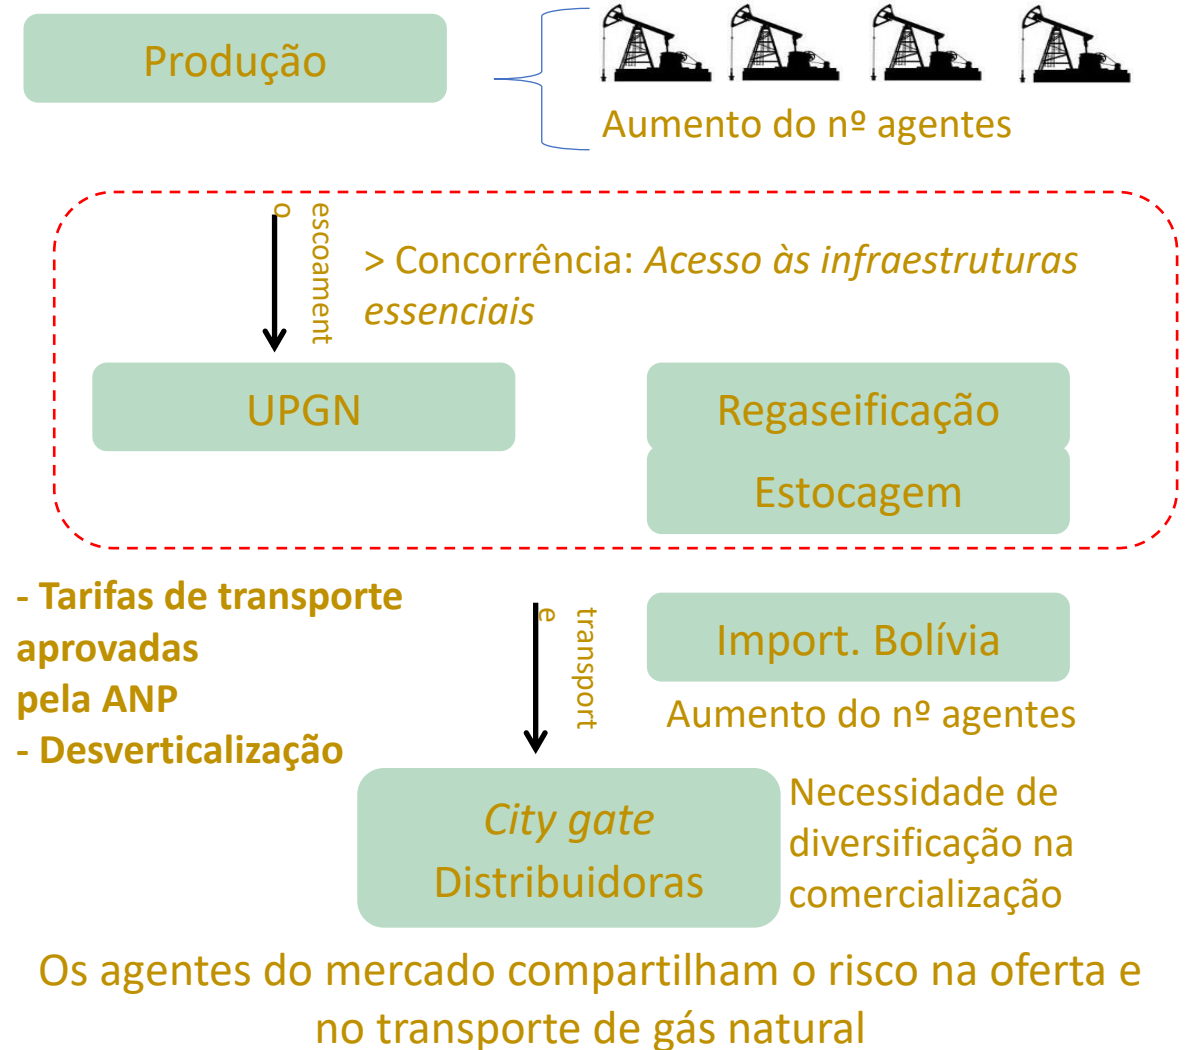 Produção
Aumento do nº agentes
escoament
o
> Concorrência: Acesso às infraestruturas
essenciais
UPGN
Regaseificação
Estocagem
- Tarifas de transporte
aprovadas
pela ANP
- Desverticalização
transport
e
Import. Bolívia
Aumento do nº agentes
City gate
Distribuidoras
Necessidade de
diversificação na
comercialização
Os agentes do mercado compartilham o risco na oferta e
no transporte de gás natural